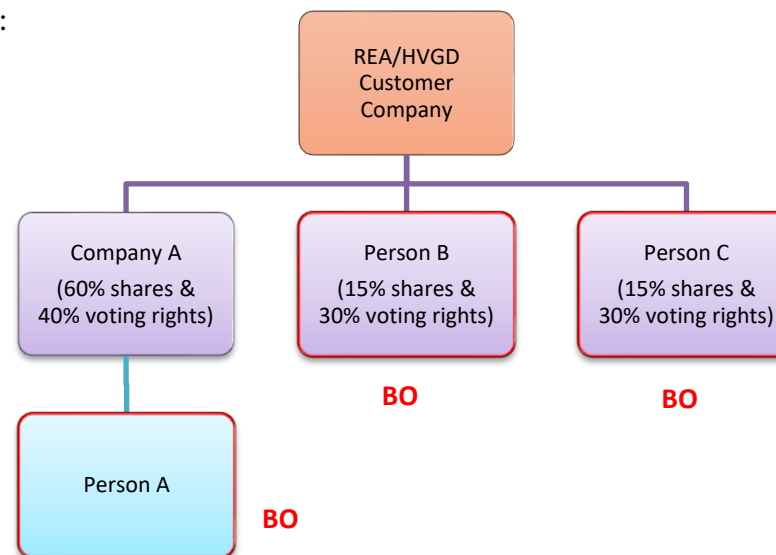 :
REA/HVGD
Customer
Company
Company A
(60% shares &
40% voting rights)
Person B
(15% shares &
30% voting rights)
Person C
(15% shares &
30% voting rights)
BO
BO
Person A
BO